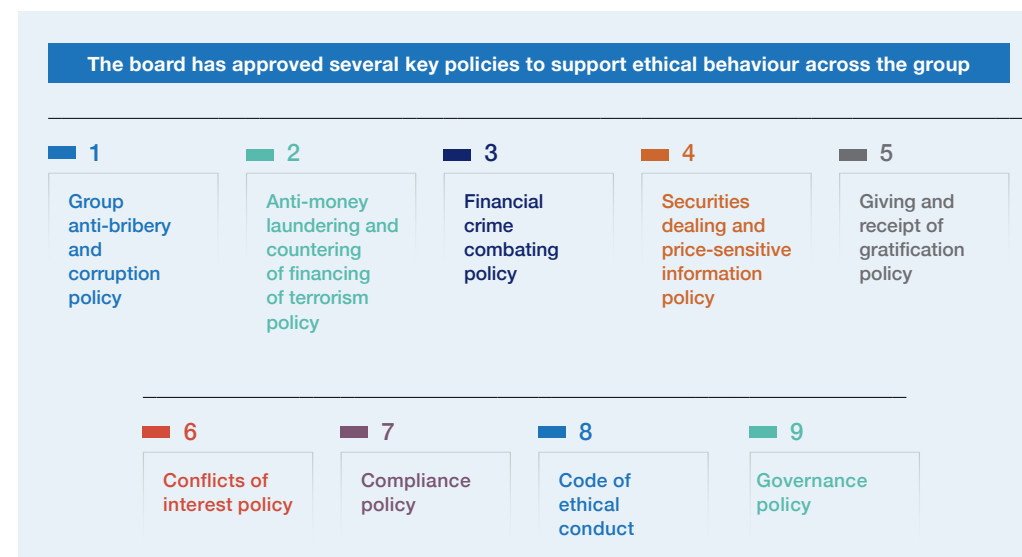 The board has approved several key policies to support ethical behaviour across the group
1
Group
anti-bribery
and
corruption
policy
2
Anti-money
laundering and
countering
of financing
of terrorism
policy
3
Financial
crime
combating
policy
4
Securities
dealing and
price-sensitive
information
policy
5
Giving and
receipt of
gratification
policy
6
Conflicts of
interest policy
7
Compliance
policy
8
Code of
ethical
conduct
9
Governance
policy